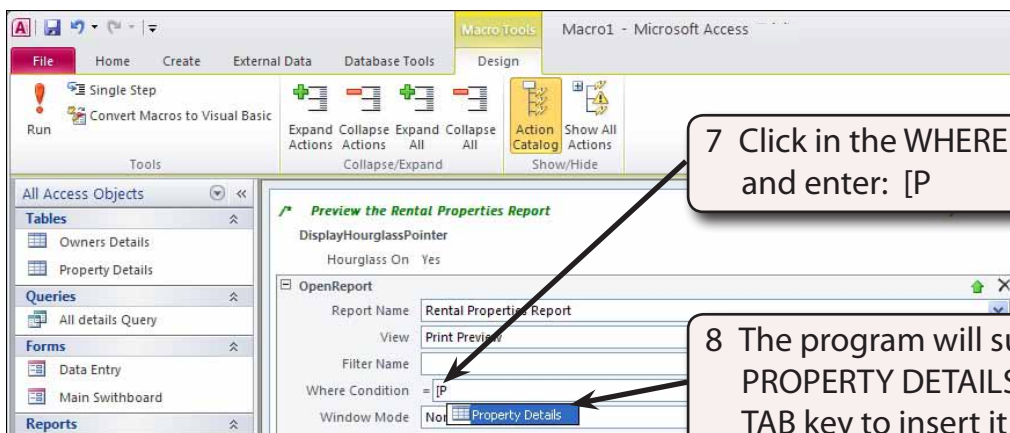 Macro Tools
Macro1 - Microsoft Access
File Home Create External Data Database Tools Design
Run
Single Step
Convert Macros to Visual Basic
Expand Actions
Collapse Actions
Expand All
Collapse All
Action Catalog
Show All Actions
Tools
Collapse/Expand
Show/Hide
7 Click in the WHERE
and enter: [P
All Access Objects
Tables
Owners Details
Property Details
Queries
All details Query
Forms
Data Entry
Main Swithboard
Reports
/* Preview the Rental Properties Report
DisplayHourglassPointer
Hourglass On Yes
OpenReport
Report Name Rental Properties Report
View Print Preview
Filter Name
Where Condition = [P
Property Details
Window Mode Nor
8 The program will su
PROPERTY DETAILS
TAB key to insert it